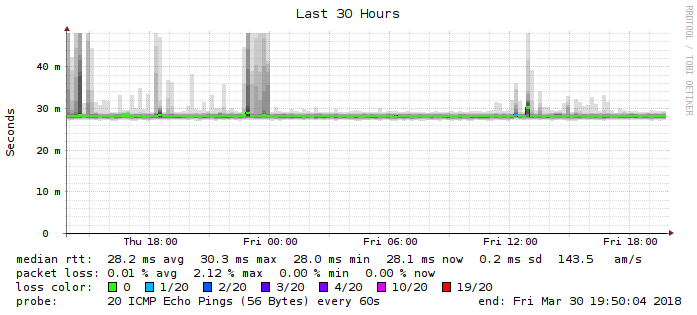 Last 30 Hours
RRDTOOL / TOBI OETIKER
Seconds
40 m
30 m
20 m
10 m
0
Thu 18:00 Fri 00:00 Fri 06:00 Fri 12:00 Fri 18:00
median rtt: 28.2 ms avg 30.3 ms max 28.0 ms min 28.1 ms now 0.2 ms sd 143.5 am/s
packet loss: 0.01 % avg 2.12 % max 0.00 % min 0.00 % now
loss color: 0 1/20 2/20 3/20 4/20 10/20 19/20
probe: 20 ICMP Echo Pings (56 Bytes) every 60s end: Fri Mar 30 19:50:04 2018